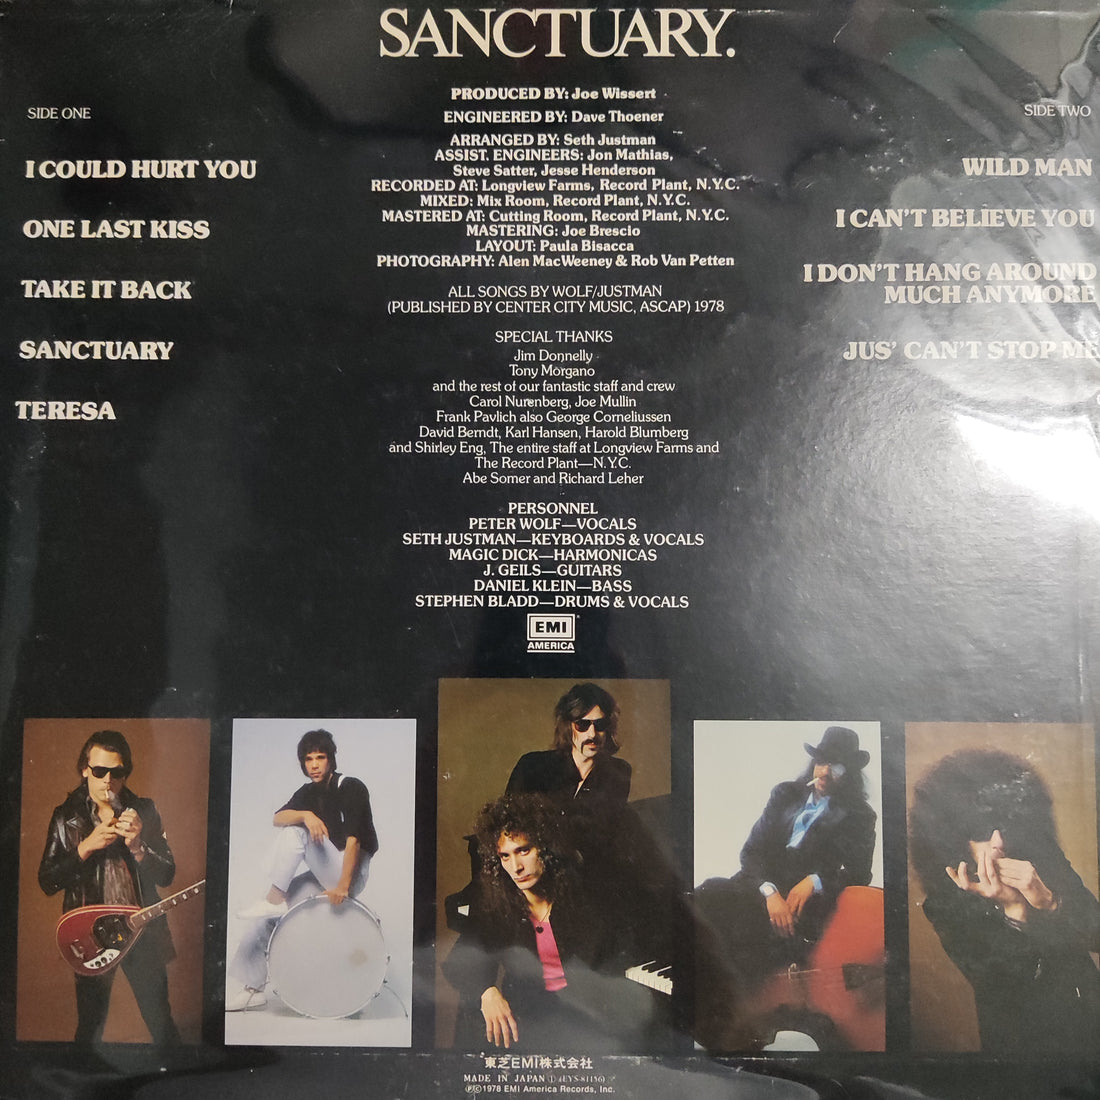 SANCTUARY.
PRODUCED BY: Joe Wissert
ENGINEERED BY: Dave Thoener
ARRANGED BY: Seth Justman
ASSIST. ENGINEERS: Jon Mathias,
Steve Satter, Jesse Henderson
RECORDED AT: Longview Farms, Record Plant, N.Y.C.
MIXED: Mix Room, Record Plant, N.Y.C.
MASTERED AT: Cutting Room, Record Plant, N.Y.C.
MASTERING: Joe Brescio
LAYOUT: Paula Bisacca
PHOTOGRAPHY: Alen MacWeeney & Rob Van Petten
ALL SONGS BY WOLF/JUSTMAN
(PUBLISHED BY CENTER CITY MUSIC, ASCAP) 1978
SPECIAL THANKS
Jim Donnelly
Tony Morgano
and the rest of our fantastic staff and crew
Carol Nurenberg, Joe Mullin
Frank Pavlich also George Corneliussen
David Berndt, Karl Hansen, Harold Blumberg
and Shirley Eng, The entire staff at Longview Farms and
The Record Plant—N.Y.C.
Abe Somer and Richard Leher
PERSONNEL
PETER WOLF—VOCALS
SETH JUSTMAN—KEYBOARDS & VOCALS
MAGIC DICK—HARMONICAS
J. GEILS—GUITARS
DANIEL KLEIN—BASS
STEPHEN BLADD—DRUMS & VOCALS
EMI
AMERICA
SIDE ONE
I COULD HURT YOU
ONE LAST KISS
TAKE IT BACK
SANCTUARY
TERESA
SIDE TWO
WILD MAN
I CAN'T BELIEVE YOU
I DON'T HANG AROUND
MUCH ANYMORE
JUS' CAN'T STOP ME
東芝EMI株式会社
MADE IN JAPAN ① (EYS-81156)
℗©1978 EMI America Records, Inc.